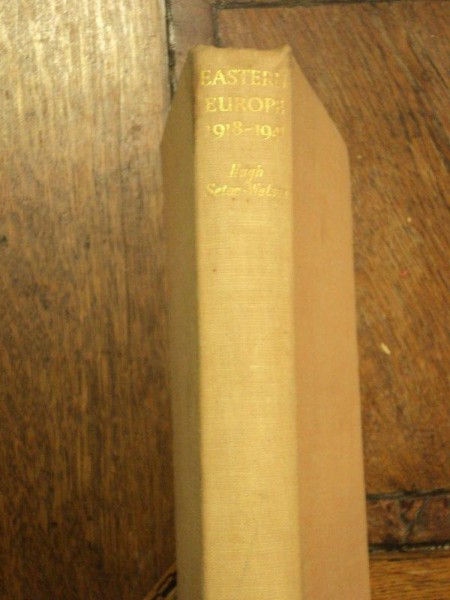 EASTERN
EUROPE
1918-1941
Hugh
Seton-Watson